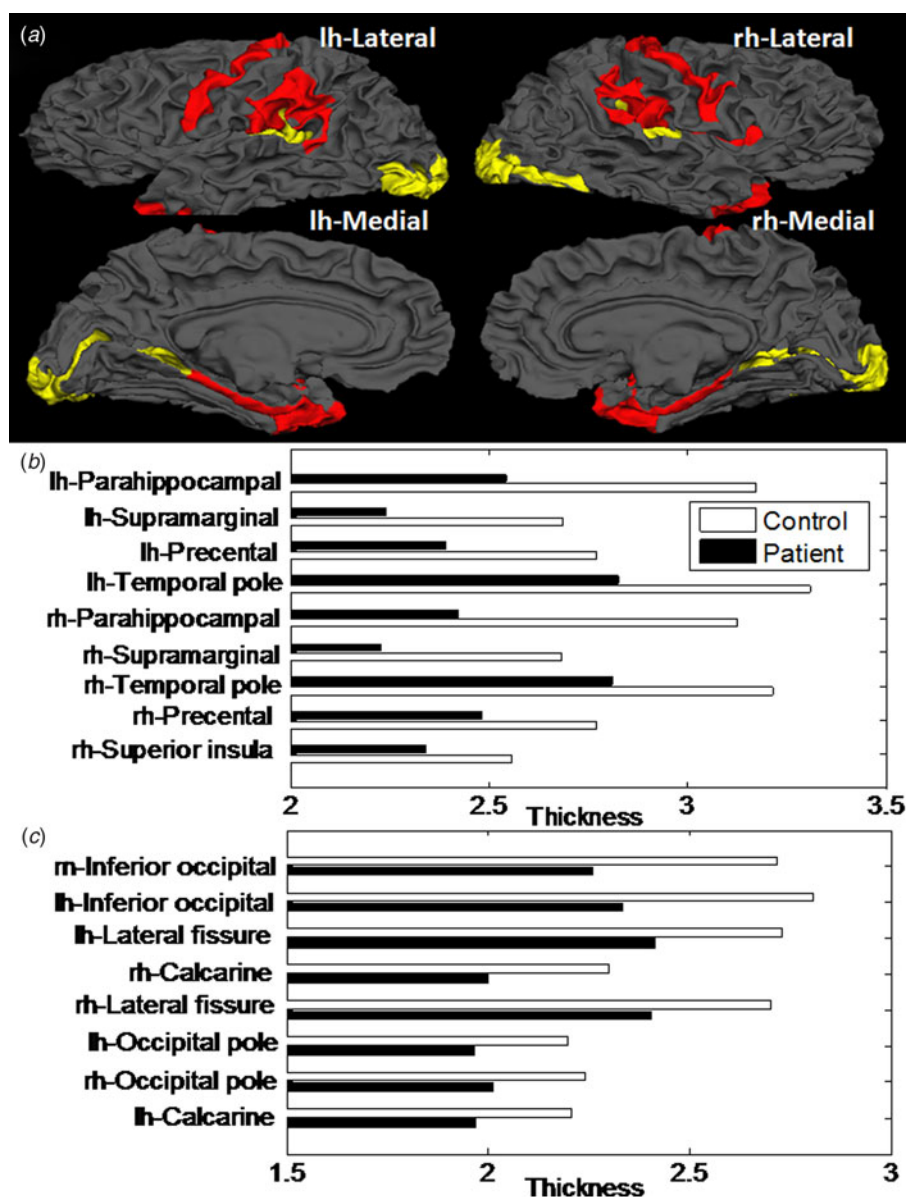 (a)
lh-Lateral
rh-Lateral
lh-Medial
rh-Medial
(b)
lh-Parahippocampal
lh-Supramarginal
lh-Precental
lh-Temporal pole
rh-Parahippocampal
rh-Supramarginal
rh-Temporal pole
rh-Precental
rh-Superior insula
Control
Patient
2 2.5 3 3.5
Thickness
(c)
rn-Inferior occipital
lh-Inferior occipital
lh-Lateral fissure
rh-Calcarine
rh-Lateral fissure
lh-Occipital pole
rh-Occipital pole
lh-Calcarine
1.5 2 2.5 3
Thickness